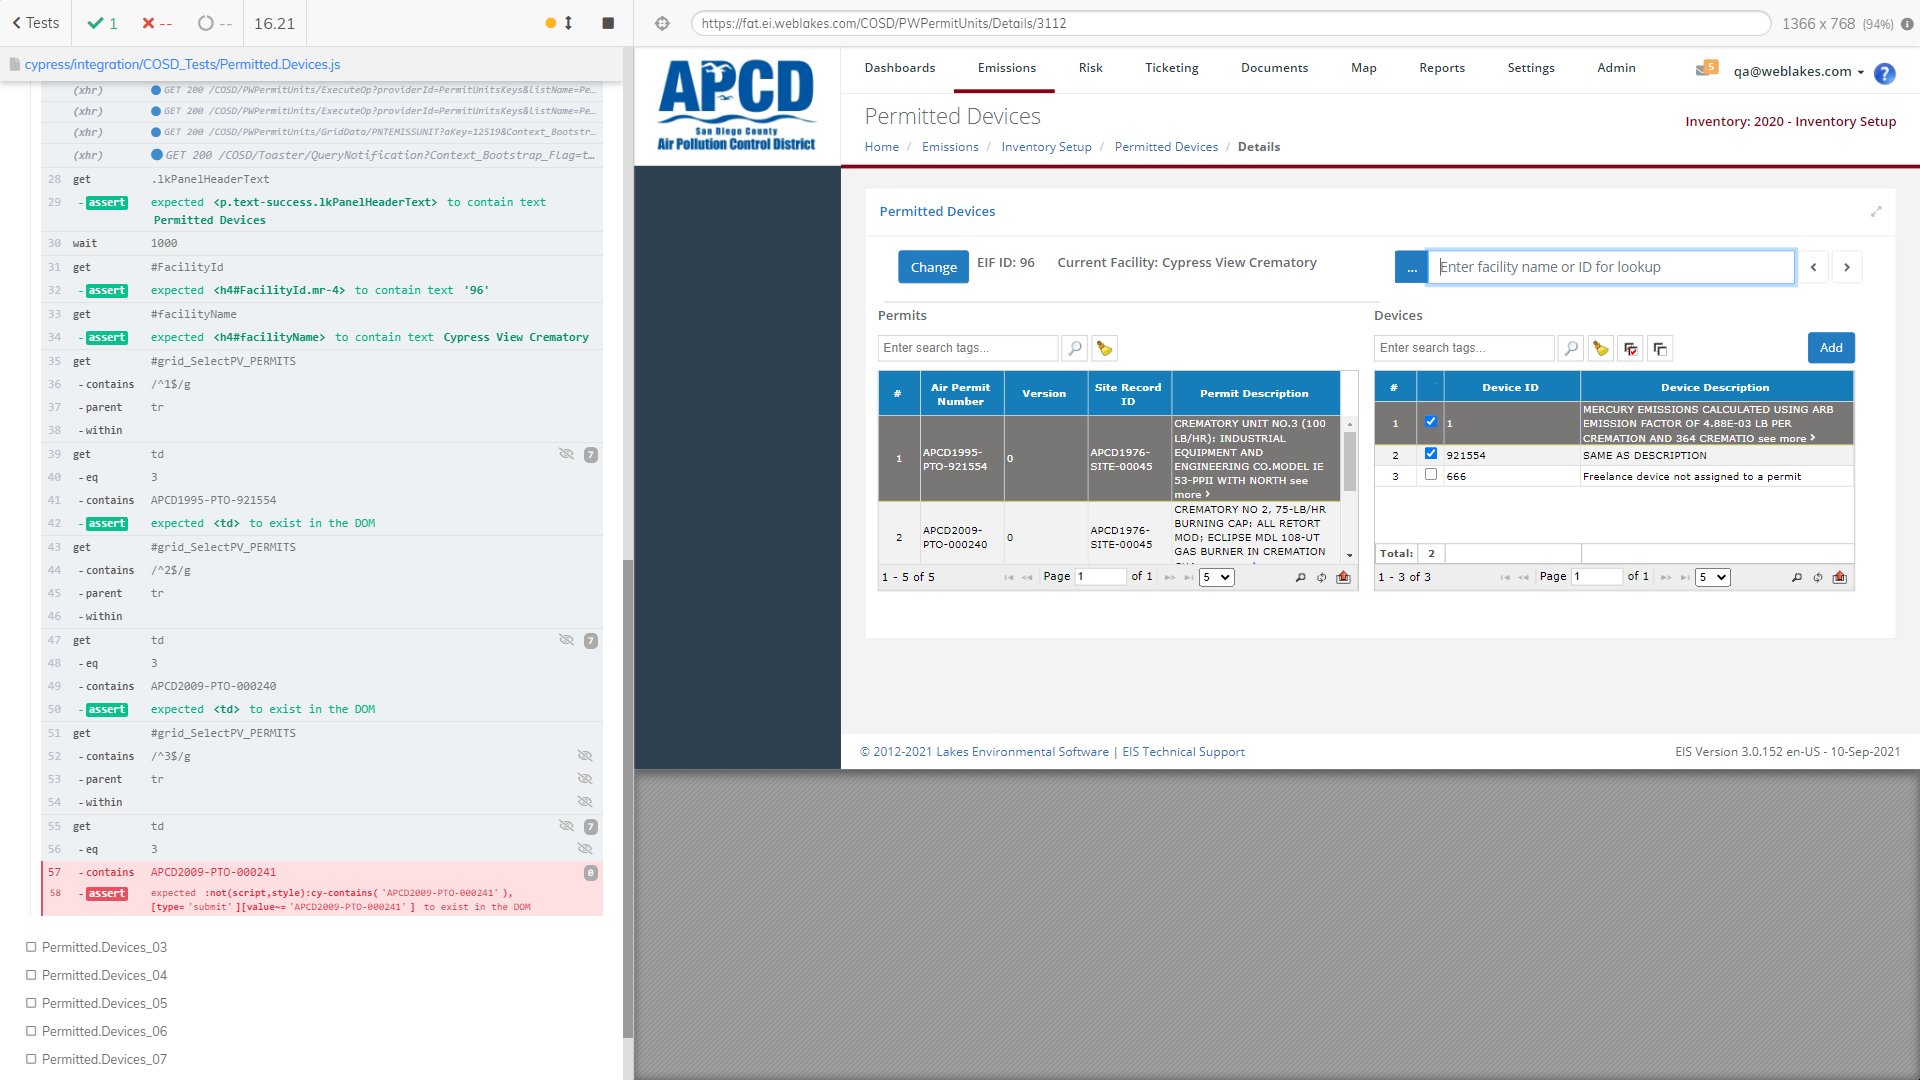 Tests
1
--
--
16.21
https://fat.ei.weblakes.com/COSD/PWPermitUnits/Details/3112
1366 x 768 (94%)
cypress/integration/COSD_Tests/Permitted.Devices.js
(xhr) GET 200 /COSD/PWPermitUnits/ExecuteOp?providerId=PermitUnitsKeys&listName=Pe...
(xhr) GET 200 /COSD/PWPermitUnits/ExecuteOp?providerId=PermitUnitsKeys&listName=Pe...
(xhr) GET 200 /COSD/PWPermitUnits/GridData/PNTEMISSUNIT?aKey=12519&Context_Bootstr...
(xhr) GET 200 /COSD/Toaster/QueryNotification?Context_Bootstrap_Flag=t...
28 get .lkPanelHeaderText
29 -assert expected <p.text-success.lkPanelHeaderText> to contain text
Permitted Devices
30 wait 1000
31 get #FacilityId
32 -assert expected <h4#FacilityId.mr-4> to contain text '96'
33 get #facilityName
34 -assert expected <h4#facilityName> to contain text Cypress View Crematory
35 get #grid_SelectPV_PERMITS
36 -contains /^1$/g
37 -parent tr
38 -within
39 get td 7
40 -eq 3
41 -contains APCD1995-PTO-921554
42 -assert expected <td> to exist in the DOM
43 get #grid_SelectPV_PERMITS
44 -contains /^2$/g
45 -parent tr
46 -within
47 get td 7
48 -eq 3
49 -contains APCD2009-PTO-000240
50 -assert expected <td> to exist in the DOM
51 get #grid_SelectPV_PERMITS
52 -contains /^3$/g
53 -parent tr
54 -within
55 get td 7
56 -eq 3
57 -contains APCD2009-PTO-000241 0
58 -assert expected :not(script,style):cy-contains('APCD2009-PTO-000241'),
[type='submit'][value~='APCD2009-PTO-000241'] to exist in the DOM
Permitted.Devices_03
Permitted.Devices_04
Permitted.Devices_05
Permitted.Devices_06
Permitted.Devices_07
APCD
San Diego County
Air Pollution Control District
Dashboards Emissions Risk Ticketing Documents Map Reports Settings Admin
5
qa@weblakes.com
?
Permitted Devices
Inventory: 2020 - Inventory Setup
Home / Emissions / Inventory Setup / Permitted Devices / Details
Permitted Devices
Change EIF ID: 96 Current Facility: Cypress View Crematory
... Enter facility name or ID for lookup
Permits
Enter search tags...
# Air Permit Number Version Site Record ID Permit Description
1 APCD1995-PTO-921554 0 APCD1976-SITE-00045
CREMATORY UNIT NO.3 (100
LB/HR): INDUSTRIAL
EQUIPMENT AND
ENGINEERING CO.MODEL IE
53-PPII WITH NORTH see
more
2 APCD2009-PTO-000240 0 APCD1976-SITE-00045
CREMATORY NO 2, 75-LB/HR
BURNING CAP: ALL RETORT
MOD; ECLIPSE MDL 108-UT
GAS BURNER IN CREMATION
1 - 5 of 5 Page 1 of 1 5
Devices
Enter search tags...
Add
# Device ID Device Description
1 1 MERCURY EMISSIONS CALCULATED USING ARB
EMISSION FACTOR OF 4.88E-03 LB PER
CREMATION AND 364 CREMATIO see more
2 921554 SAME AS DESCRIPTION
3 666 Freelance device not assigned to a permit
Total: 2
1 - 3 of 3 Page 1 of 1 5
© 2012-2021 Lakes Environmental Software | EIS Technical Support
EIS Version 3.0.152 en-US - 10-Sep-2021